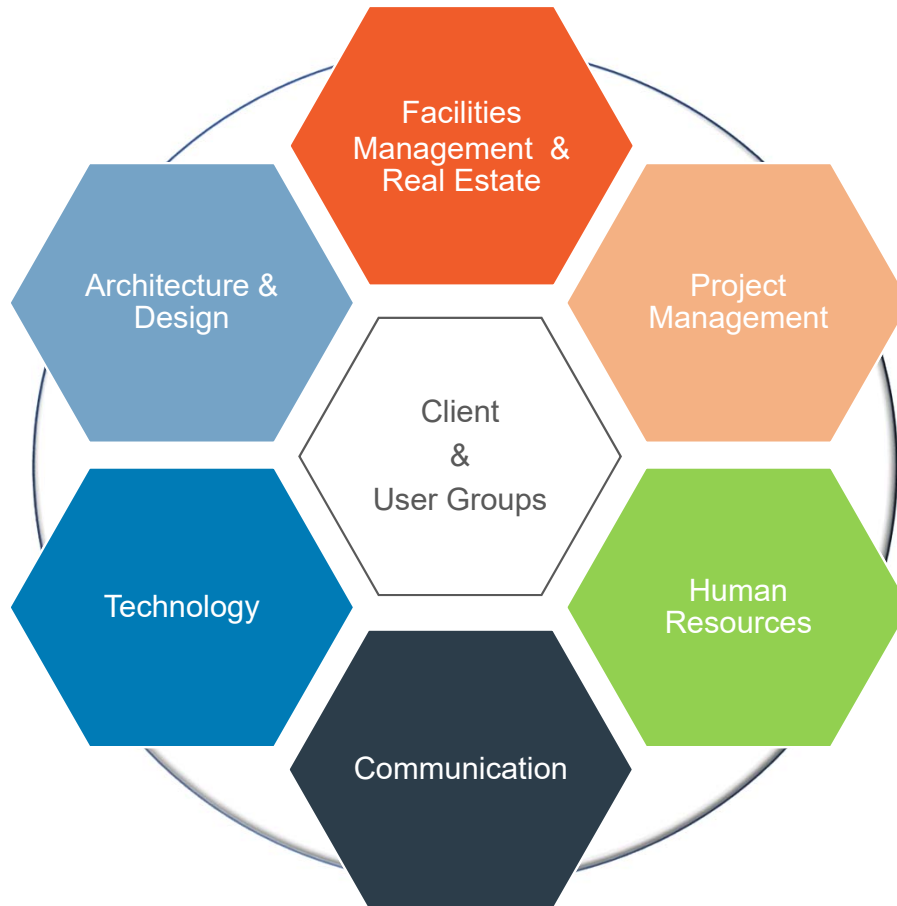 Facilities
Management &
Real Estate
Architecture &
Design
Project
Management
Client
&
User Groups
Technology
Human
Resources
Communication